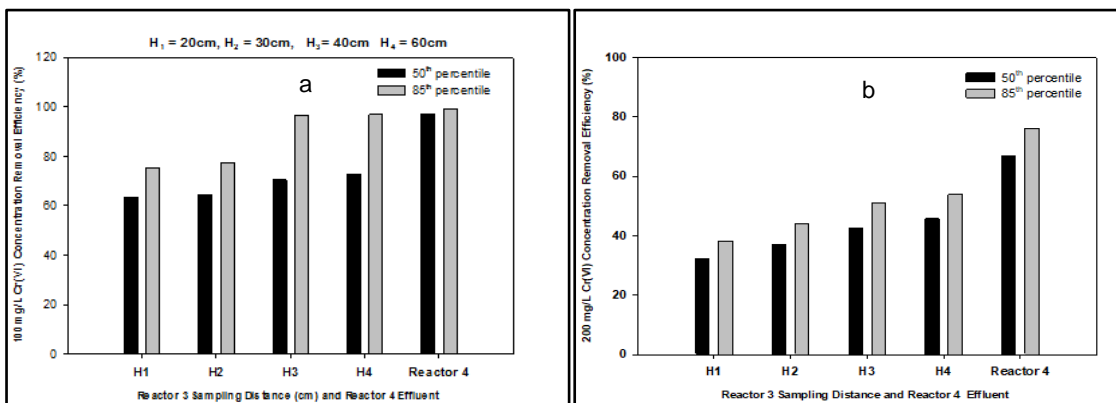 H1 = 20cm, H2 = 30cm, H3= 40cm H4 = 60cm
a
50th percentile
85th percentile
100 mg/L Cr(VI) Concentration Removal Efficiency (%)
120
100
80
60
40
20
0
H1 H2 H3 H4 Reactor 4
Reactor 3 Sampling Distance (cm) and Reactor 4 Effluent
b
50th percentile
85th percentile
200 mg/L Cr(VI) Concentration Removal Efficiency (%)
100
80
60
40
20
0
H1 H2 H3 H4 Reactor 4
Reactor 3 Sampling Distance and Reactor 4 Effluent